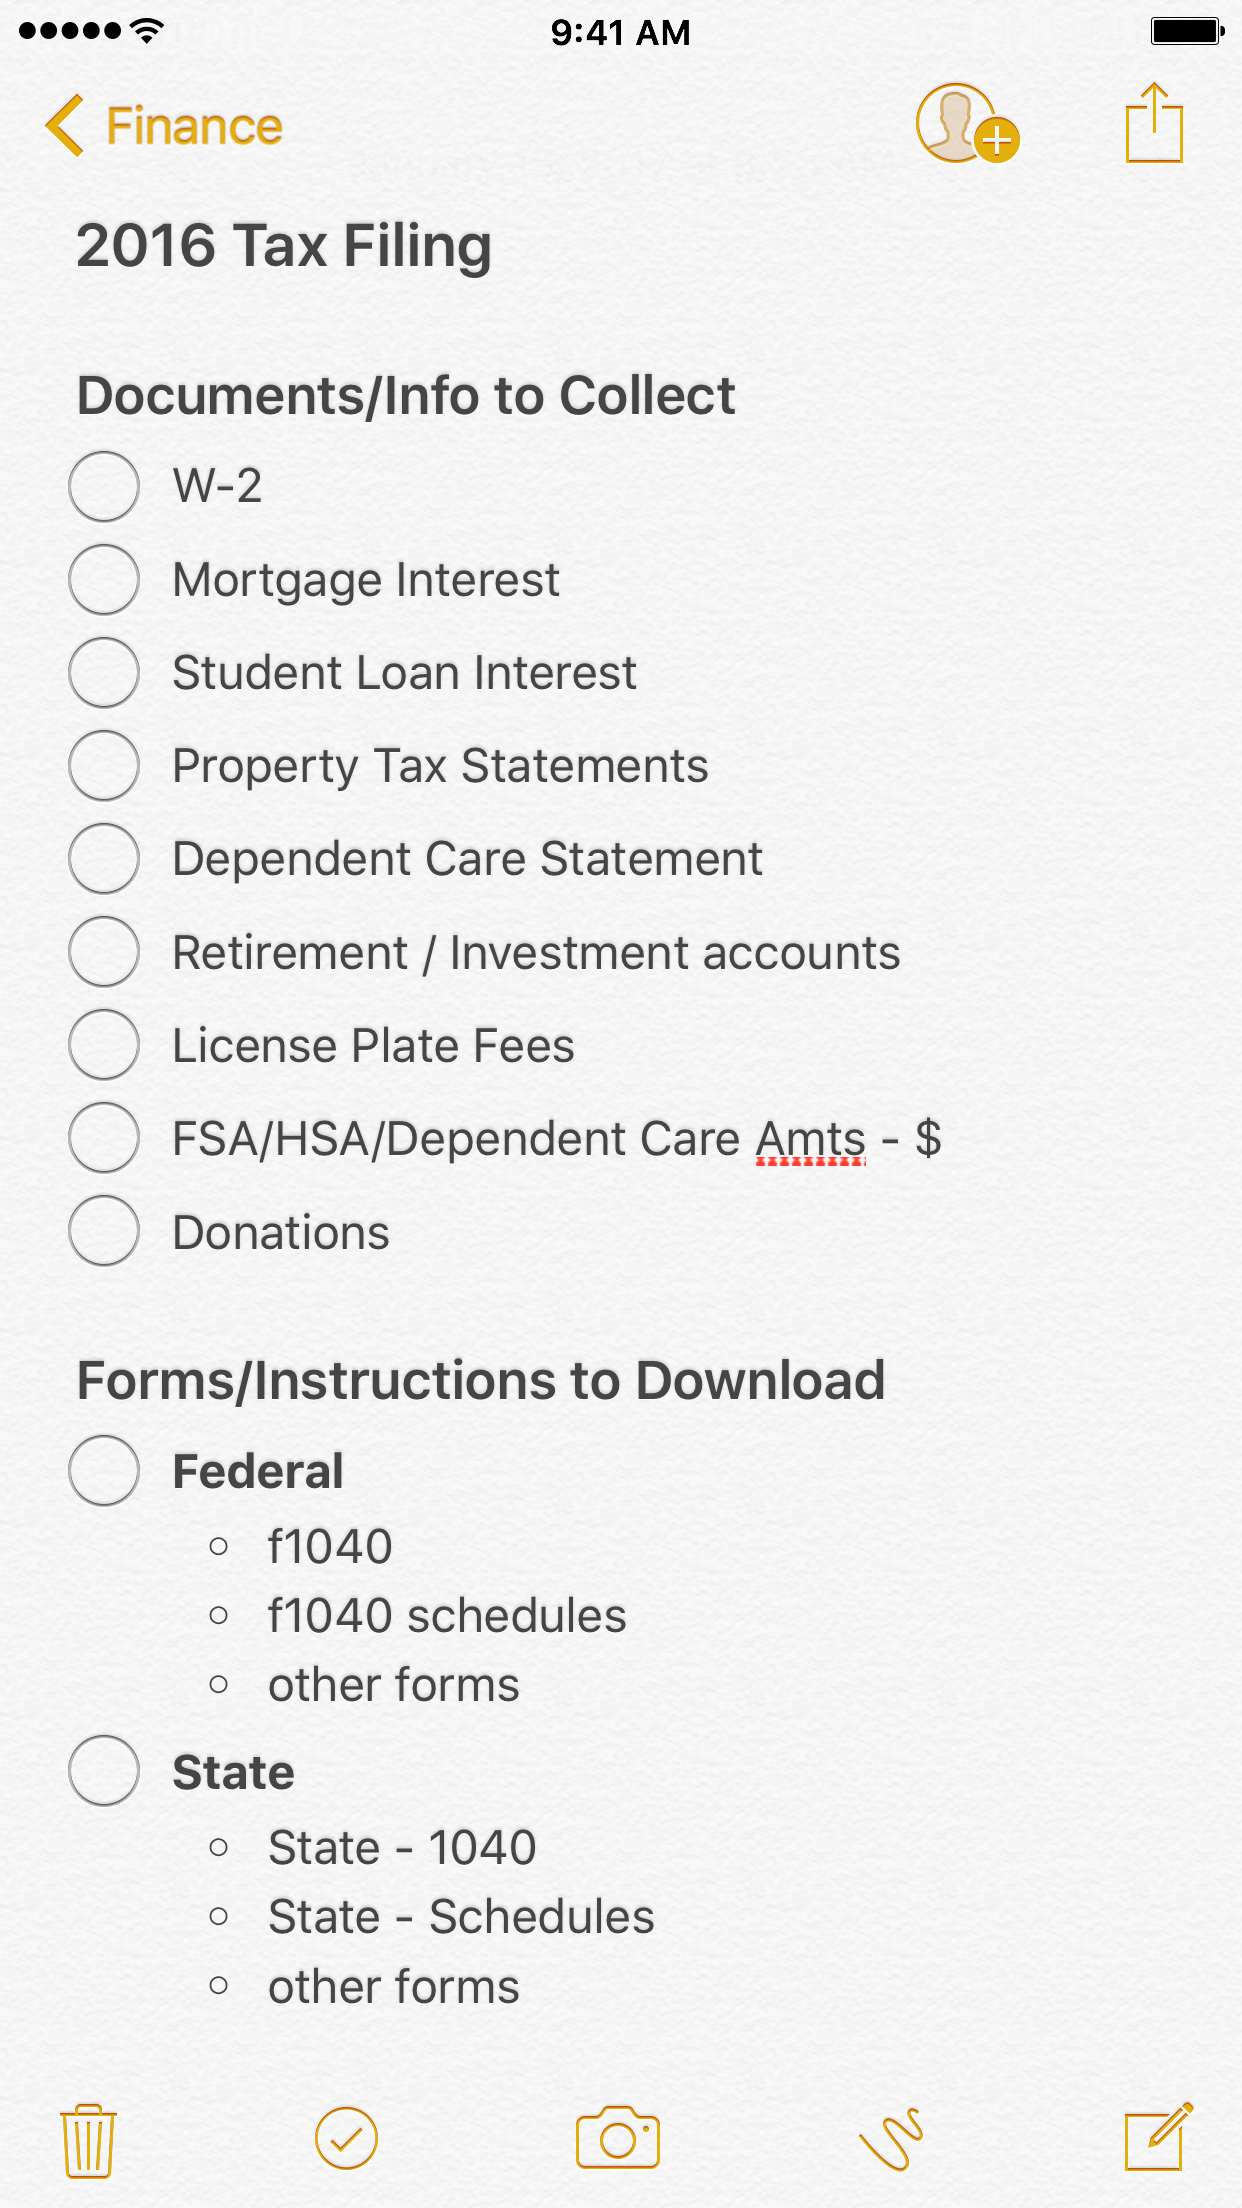 9:41 AM
Finance
2016 Tax Filing
Documents/Info to Collect
W-2
Mortgage Interest
Student Loan Interest
Property Tax Statements
Dependent Care Statement
Retirement / Investment accounts
License Plate Fees
FSA/HSA/Dependent Care Amts - $
Donations
Forms/Instructions to Download
Federal
f1040
f1040 schedules
other forms
State
State - 1040
State - Schedules
other forms